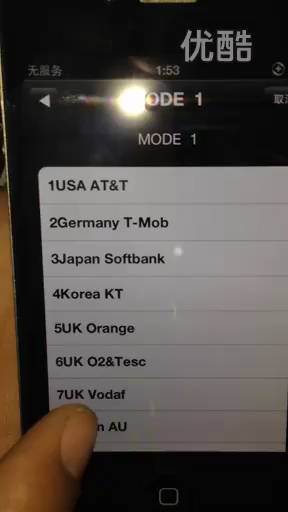 优酷
无服务 1:53
MODE 1
MODE 1
1USA AT&T
2Germany T-Mob
3Japan Softbank
4Korea KT
5UK Orange
6UK O2&Tesc
7UK Vodaf
AU